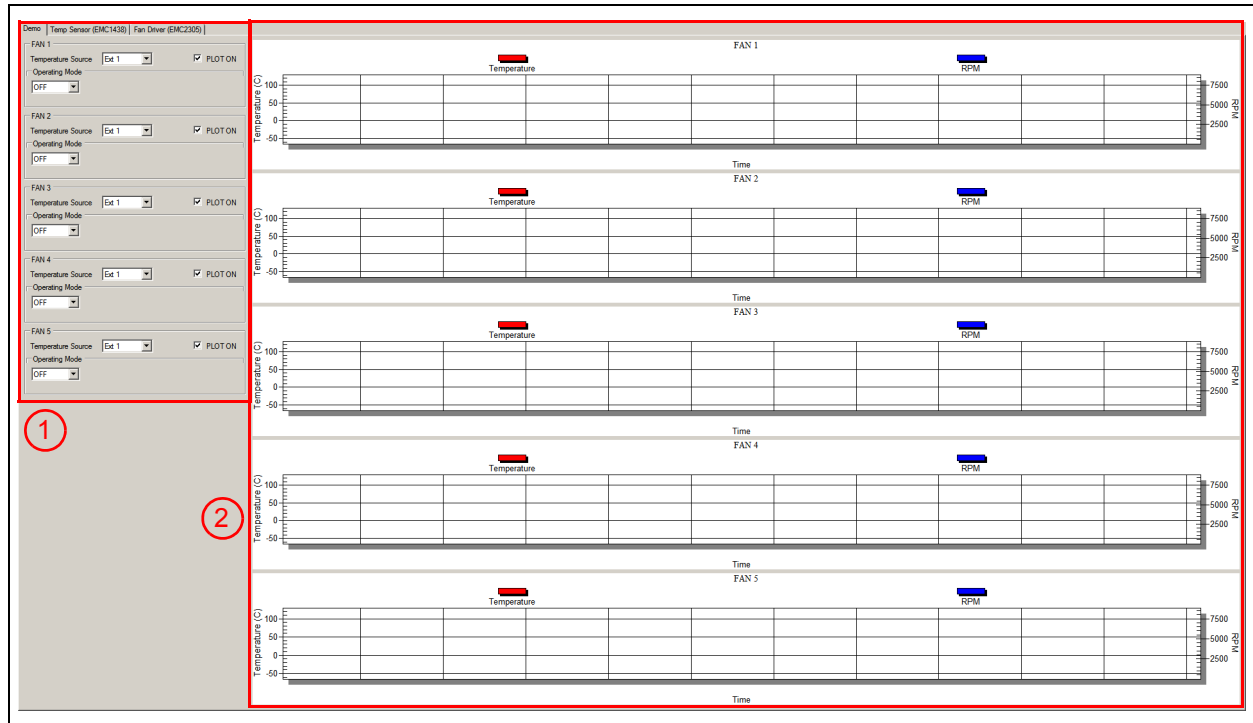 Demo Temp Sensor (EMC1438) Fan Driver (EMC2305)
FAN 1
Temperature Source Ext 1 PLOT ON
Operating Mode
OFF
FAN 2
Temperature Source Ext 1 PLOT ON
Operating Mode
OFF
FAN 3
Temperature Source Ext 1 PLOT ON
Operating Mode
OFF
FAN 4
Temperature Source Ext 1 PLOT ON
Operating Mode
OFF
FAN 5
Temperature Source Ext 1 PLOT ON
Operating Mode
OFF
1
2
FAN 1
Temperature RPM
Temperature (C)
100
50
0
-50
7500
5000
2500
RPM
Time
FAN 2
Temperature RPM
Temperature (C)
100
50
0
-50
7500
5000
2500
RPM
Time
FAN 3
Temperature RPM
Temperature (C)
100
50
0
-50
7500
5000
2500
RPM
Time
FAN 4
Temperature RPM
Temperature (C)
100
50
0
-50
7500
5000
2500
RPM
Time
FAN 5
Temperature RPM
Temperature (C)
100
50
0
-50
7500
5000
2500
RPM
Time